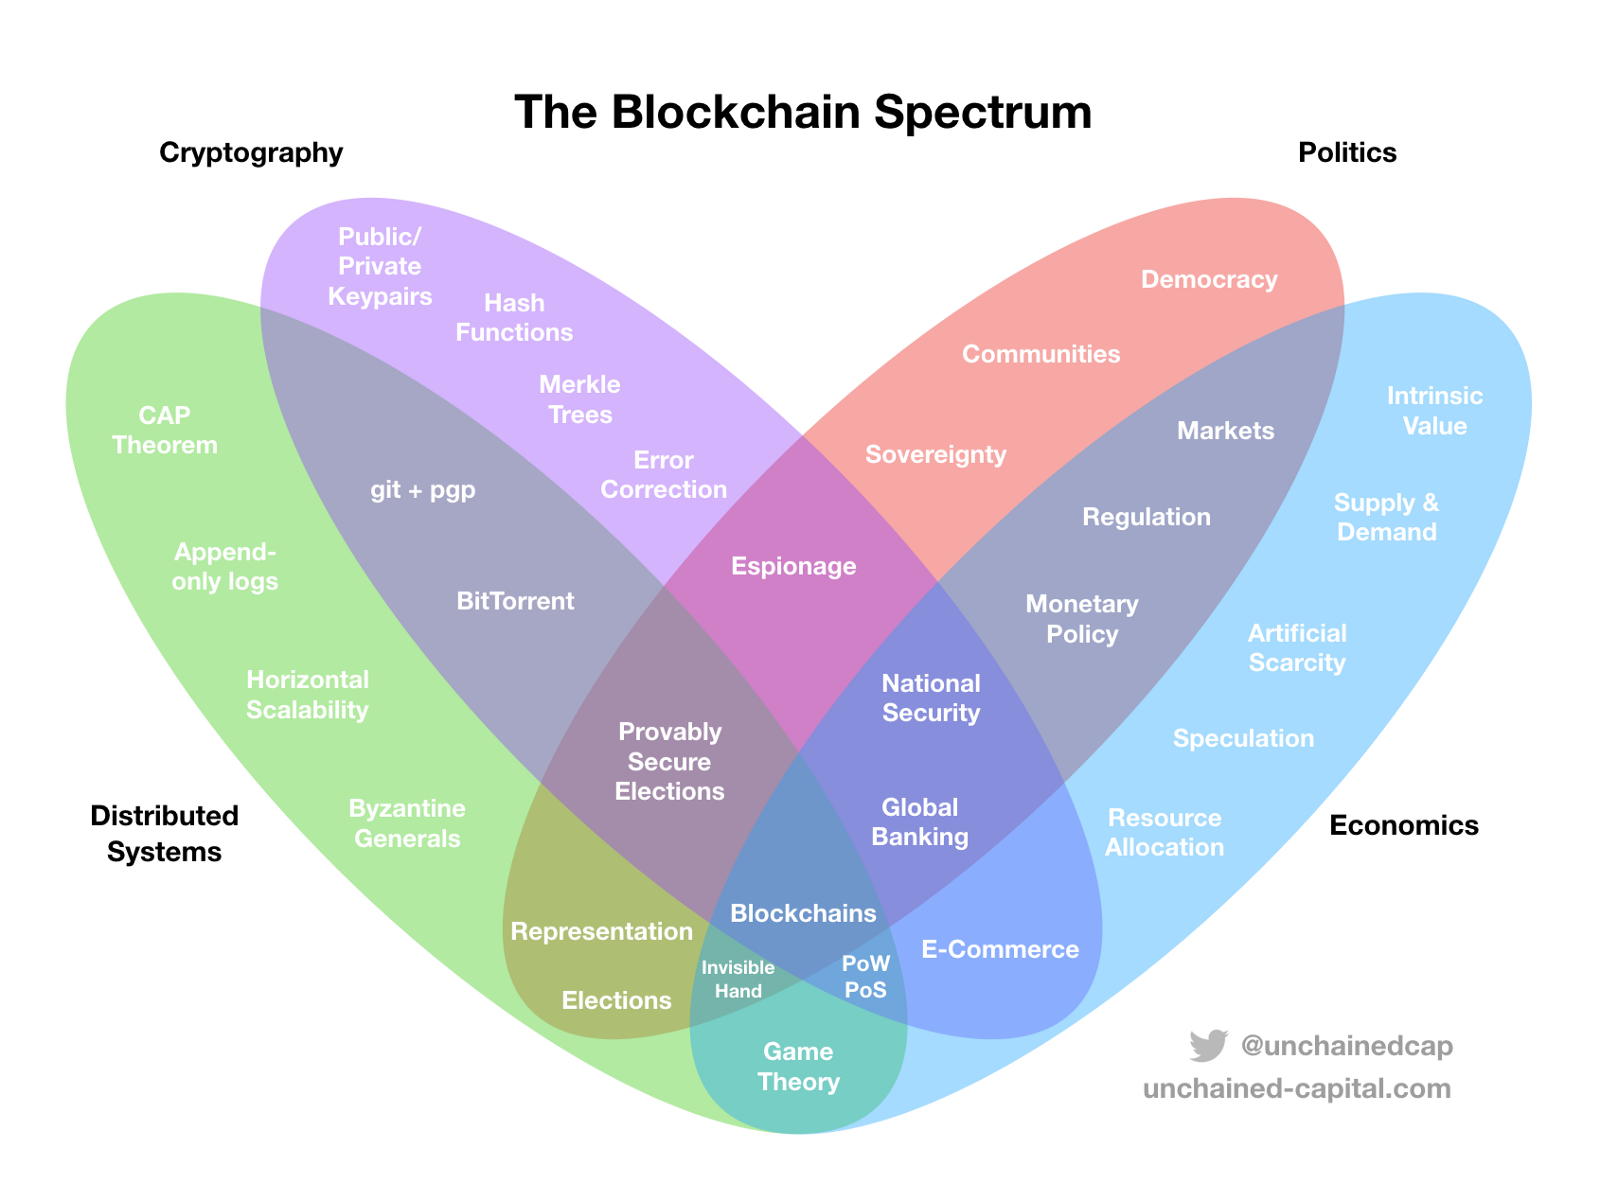 The Blockchain Spectrum
Cryptography
Politics
Public/
Private
Keypairs
Hash
Functions
Merkle
Trees
Error
Correction
Democracy
Communities
Sovereignty
Markets
Regulation
Monetary
Policy
Intrinsic
Value
Supply &
Demand
Artificial
Scarcity
Speculation
Resource
Allocation
CAP
Theorem
Append-
only logs
Horizontal
Scalability
Byzantine
Generals
git + pgp
BitTorrent
Espionage
National
Security
Provably
Secure
Elections
Global
Banking
Distributed
Systems
Economics
Representation
Elections
Blockchains
Invisible
Hand
PoW
PoS
E-Commerce
Game
Theory
@unchainedcap
unchained-capital.com